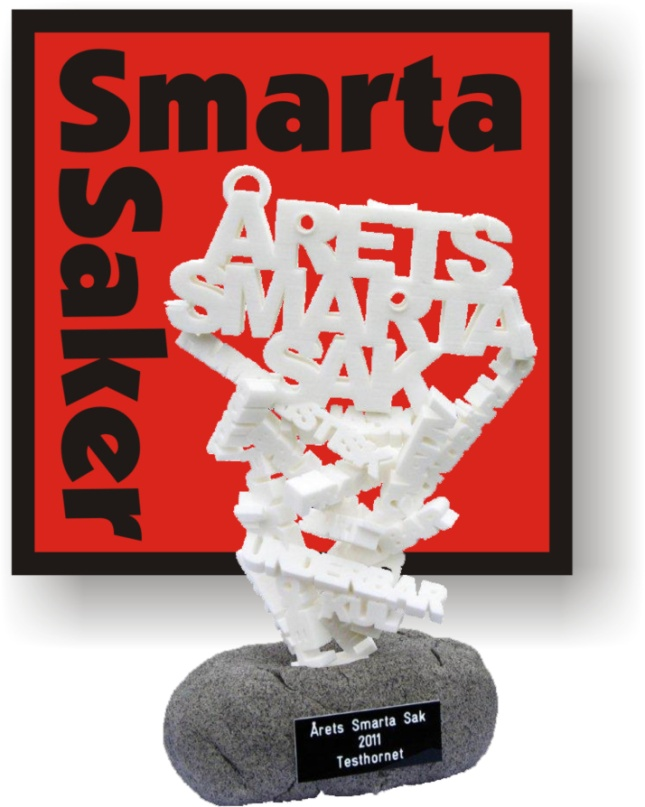 Smarta
Saker
ÅRETS
SMARTA
SAK
UNDERBAR
Årets Smarta Sak
2011
Testhornet